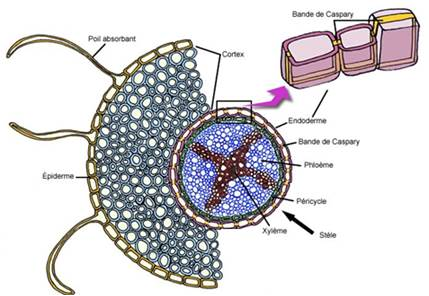 Bande de Caspary
Poil absorbant
Cortex
Endoderme
Bande de Caspary
Phloème
Épiderme
Péricycle
Xylème
Stèle